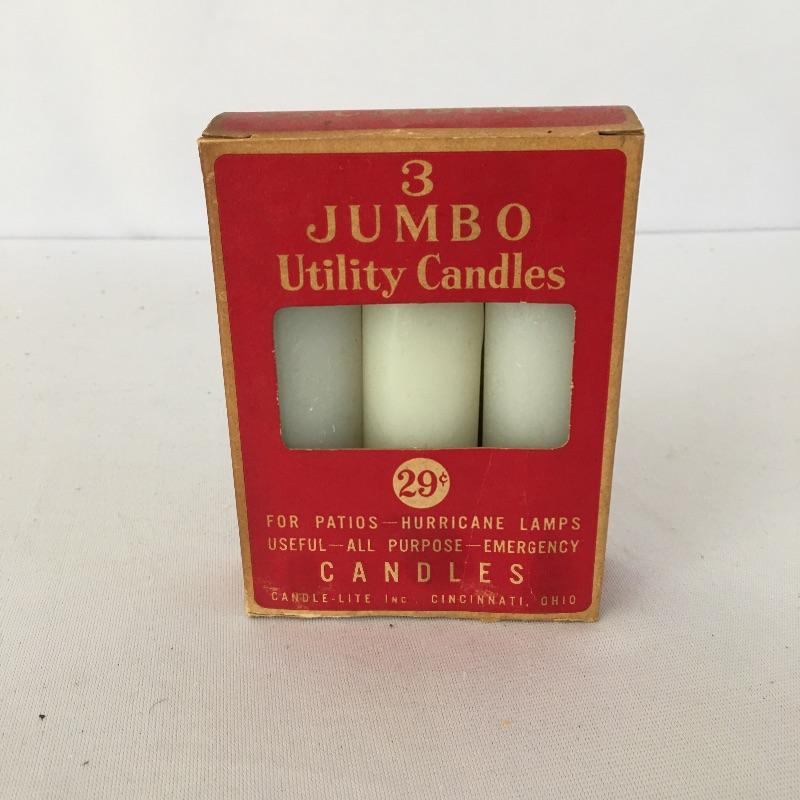 3
JUMBO
Utility Candles
29¢
FOR PATIOS—HURRICANE LAMPS
USEFUL—ALL PURPOSE—EMERGENCY
CANDLES
CANDLE-LITE INC. CINCINNATI, OHIO